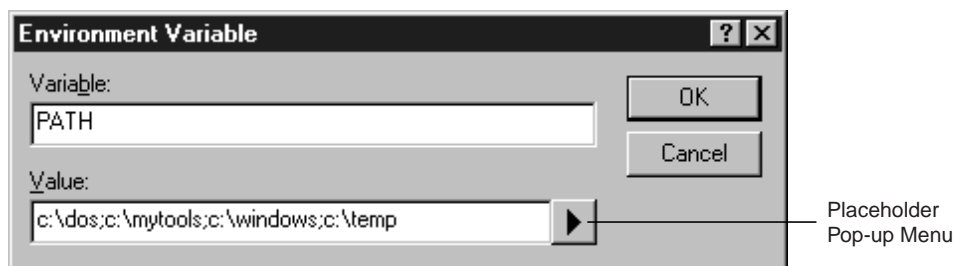 Environment Variable
Variable:
PATH
OK
Cancel
Value:
c:\dos;c:\mytools;c:\windows;c:\temp
Placeholder
Pop-up Menu